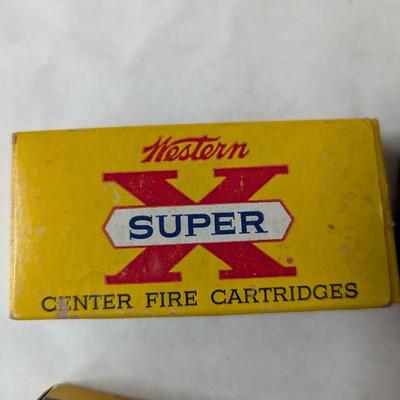 Western
X
SUPER
®
CENTER FIRE CARTRIDGES